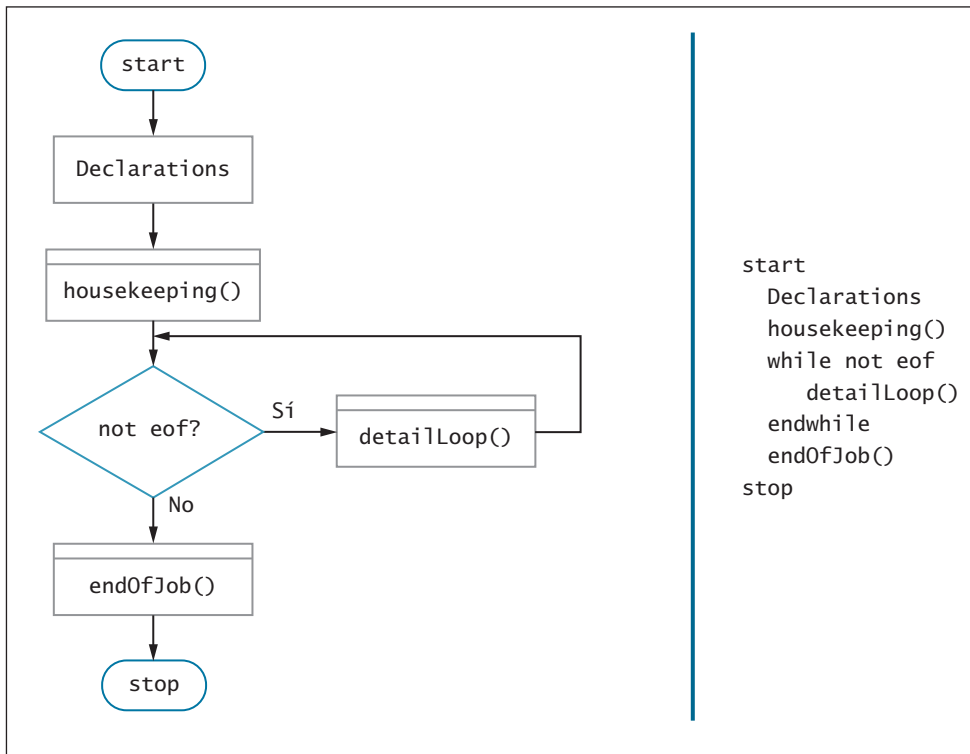 start
Declarations
housekeeping()
not eof?
Sí
detailLoop()
No
endOfJob()
stop
start
Declarations
housekeeping()
while not eof
detailLoop()
endwhile
endOfJob()
stop